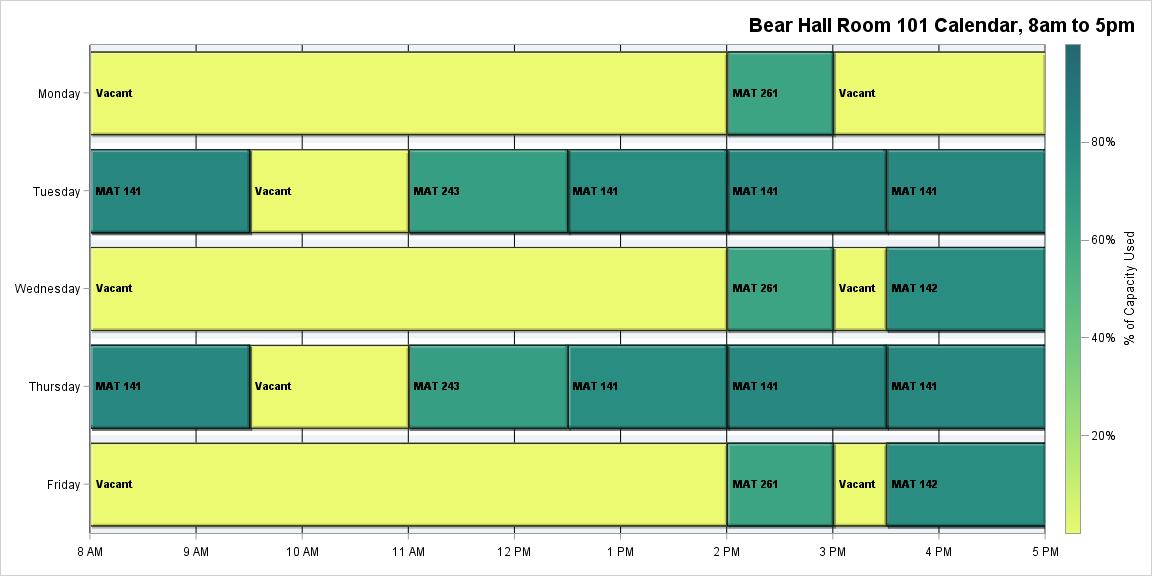 Bear Hall Room 101 Calendar, 8am to 5pm
Monday
Vacant
MAT 261
Vacant
Tuesday
MAT 141
Vacant
MAT 243
MAT 141
MAT 141
MAT 141
Wednesday
Vacant
MAT 261
Vacant
MAT 142
Thursday
MAT 141
Vacant
MAT 243
MAT 141
MAT 141
MAT 141
Friday
Vacant
MAT 261
Vacant
MAT 142
8 AM
9 AM
10 AM
11 AM
12 PM
1 PM
2 PM
3 PM
4 PM
5 PM
80%
60%
40%
20%
% of Capacity Used